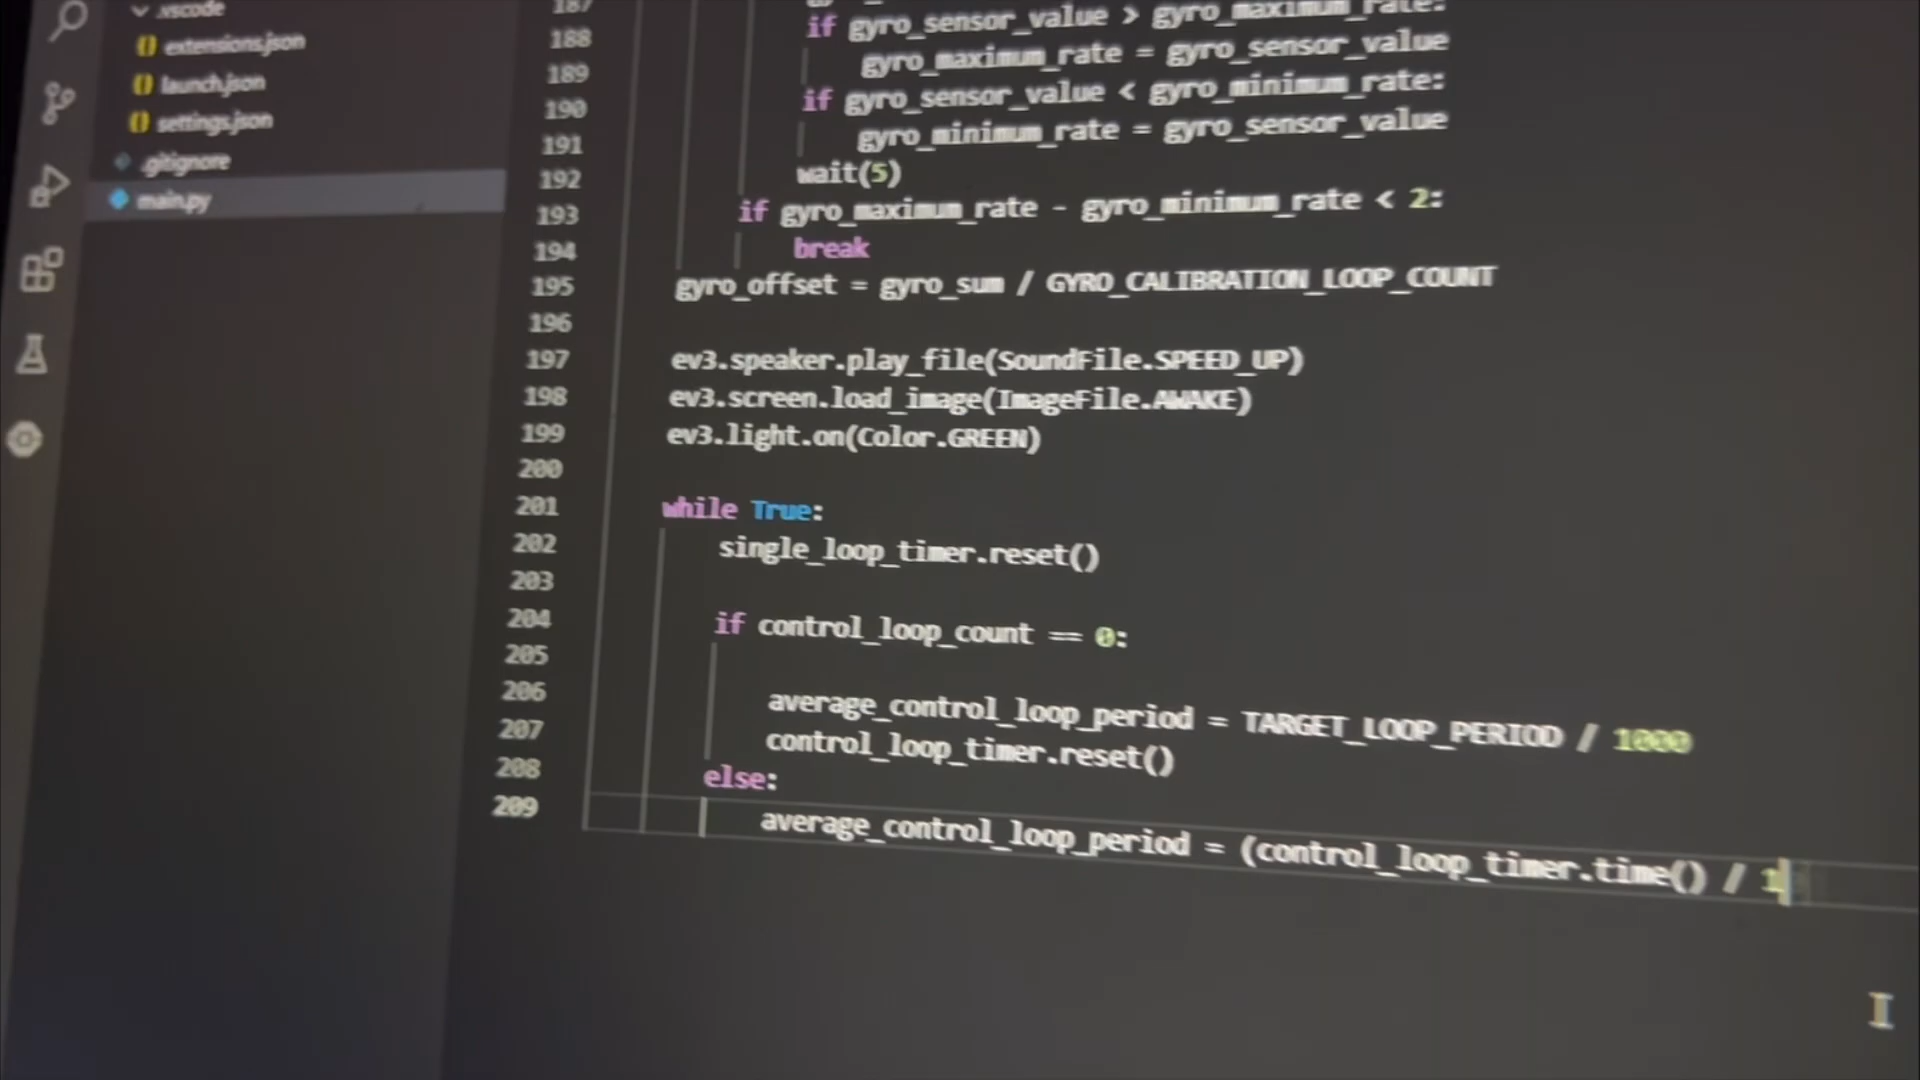 .vscode
extensions.json
launch.json
settings.json
.gitignore
main.py
187
188 if gyro_sensor_value > gyro_maximum_rate:
189 gyro_maximum_rate = gyro_sensor_value
190 if gyro_sensor_value < gyro_minimum_rate:
191 gyro_minimum_rate = gyro_sensor_value
192 wait(5)
193 if gyro_maximum_rate - gyro_minimum_rate < 2:
194 break
195 gyro_offset = gyro_sum / GYRO_CALIBRATION_LOOP_COUNT
196
197 ev3.speaker.play_file(SoundFile.SPEED_UP)
198 ev3.screen.load_image(ImageFile.AWAKE)
199 ev3.light.on(Color.GREEN)
200
201 while True:
202 single_loop_timer.reset()
203
204 if control_loop_count == 0:
205
206 average_control_loop_period = TARGET_LOOP_PERIOD / 1000
207 control_loop_timer.reset()
208 else:
209 average_control_loop_period = (control_loop_timer.time() / 1